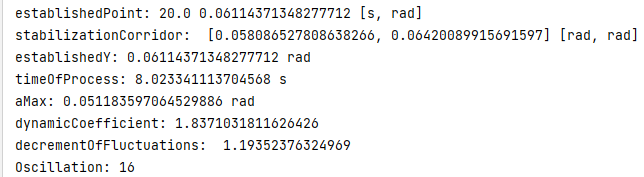 establishedPoint: 20.0 0.06114371348277712 [s, rad]
stabilizationCorridor:  [0.058086527808638266, 0.06420089915691597] [rad, rad]
establishedY: 0.06114371348277712 rad
timeOfProcess: 8.023341113704568 s
aMax: 0.051183597064529886 rad
dynamicCoefficient: 1.8371031811626426
decrementOfFluctuations:  1.19352376324969
Oscillation: 16